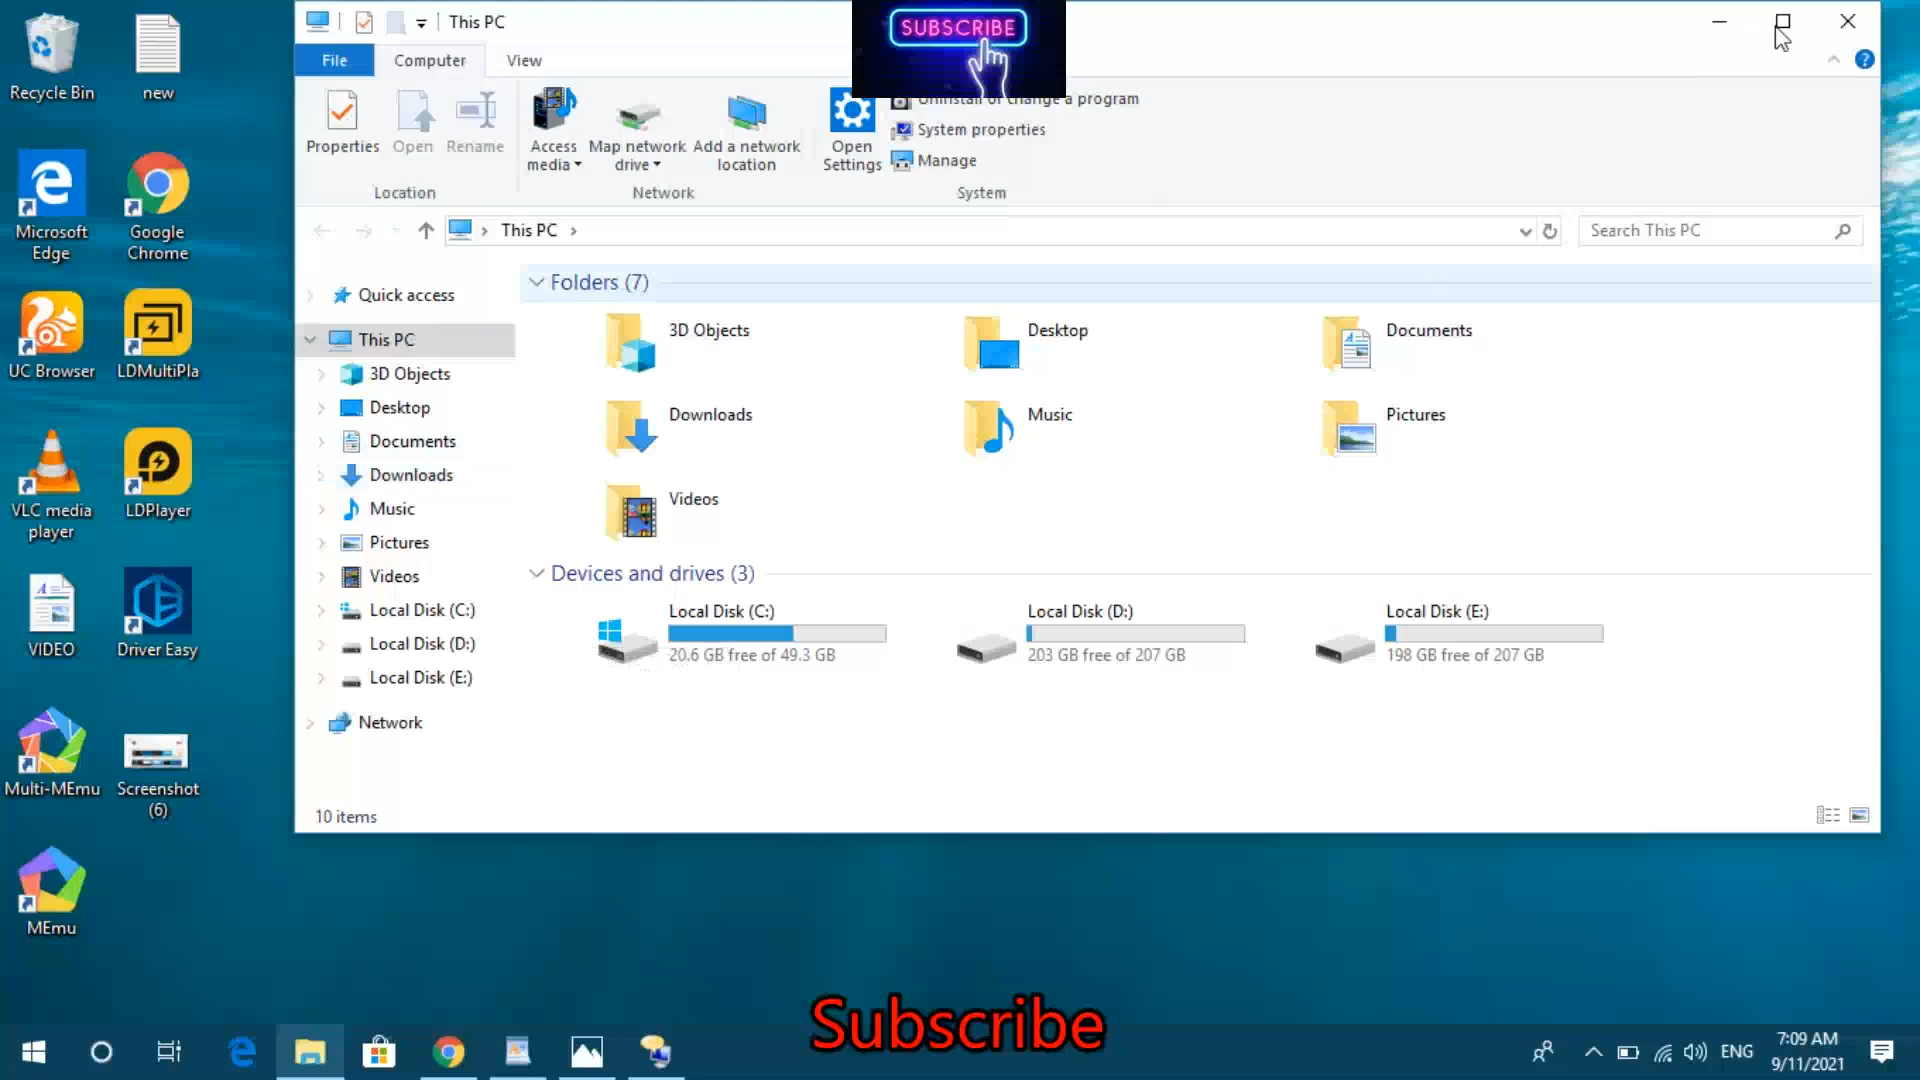 Recycle Bin
new
Microsoft
Edge
Google
Chrome
UC Browser
LDMultiPla
VLC media
player
LDPlayer
VIDEO
Driver Easy
Multi-MEmu
Screenshot
(6)
MEmu
This PC
SUBSCRIBE
File
Computer
View
Properties
Open
Rename
Location
Access
media
Map network
drive
Add a network
location
Network
Open
Settings
Uninstall or change a program
System properties
Manage
System
This PC
Search This PC
Quick access
This PC
3D Objects
Desktop
Documents
Downloads
Music
Pictures
Videos
Local Disk (C:)
Local Disk (D:)
Local Disk (E:)
Network
Folders (7)
3D Objects
Desktop
Documents
Downloads
Music
Pictures
Videos
Devices and drives (3)
Local Disk (C:)
20.6 GB free of 49.3 GB
Local Disk (D:)
203 GB free of 207 GB
Local Disk (E:)
198 GB free of 207 GB
10 items
Subscribe
ENG
7:09 AM
9/11/2021